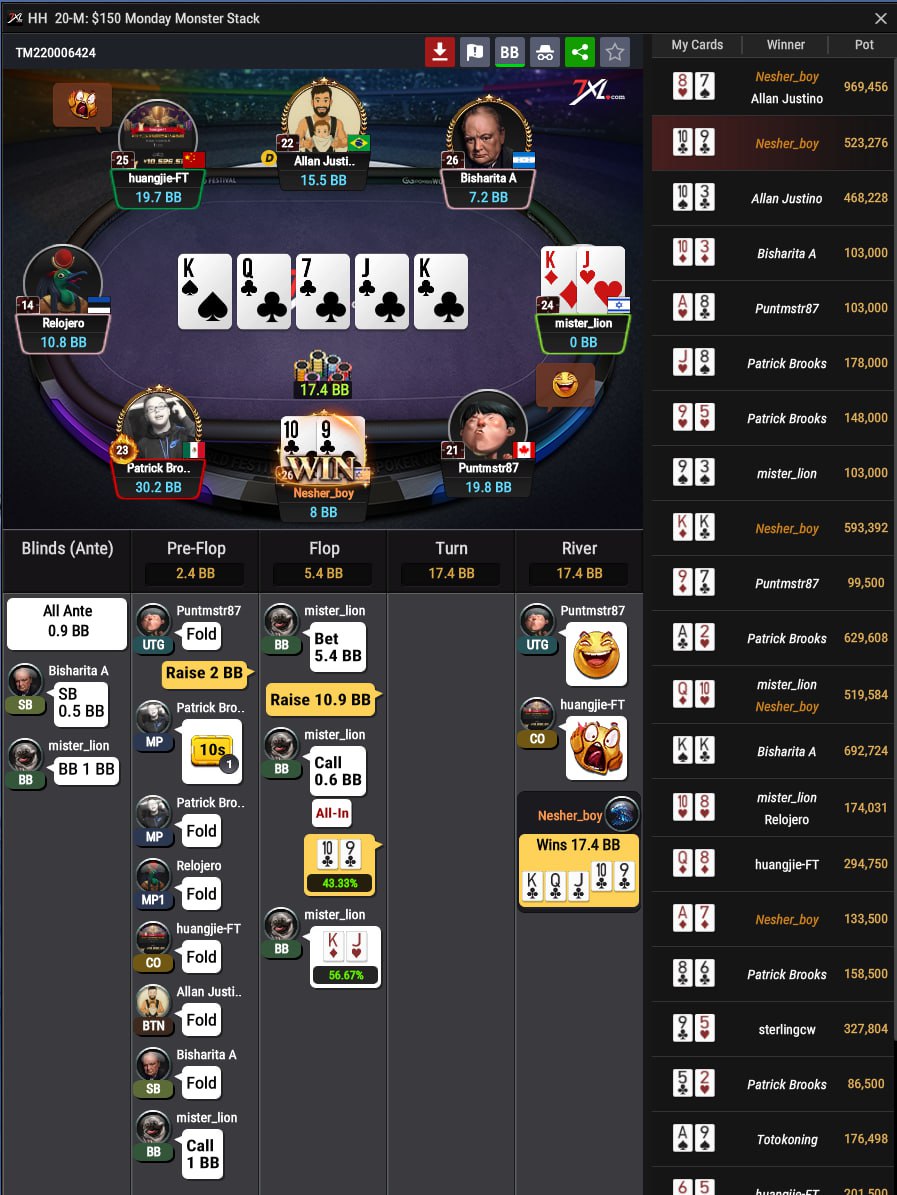 HH 20-M: $150 Monday Monster Stack
TM220006424
BB
My Cards Winner Pot
7XL.com
25
huangjie-FT
19.7 BB
22
D
Allan Justi..
15.5 BB
26
Bisharita A
7.2 BB
14
Relojero
10.8 BB
K Q 7 J K
K J
24
mister_lion
0 BB
17.4 BB
23
Patrick Bro..
30.2 BB
10 9
WIN
26
Nesher_boy
8 BB
21
Puntmstr87
19.8 BB
8 7 Nesher_boy 969,456
Allan Justino
10 9 Nesher_boy 523,276
10 3 Allan Justino 468,228
10 3 Bisharita A 103,000
A 8 Puntmstr87 103,000
J 8 Patrick Brooks 178,000
9 5 Patrick Brooks 148,000
9 3 mister_lion 103,000
K K Nesher_boy 593,392
9 7 Puntmstr87 99,500
A 2 Patrick Brooks 629,608
Q 10 mister_lion 519,584
Nesher_boy
K K Bisharita A 692,724
10 8 mister_lion 174,031
Relojero
Q 8 huangjie-FT 294,750
A 7 Nesher_boy 133,500
8 6 Patrick Brooks 158,500
9 5 sterlingcw 327,804
5 2 Patrick Brooks 86,500
A 9 Totokoning 176,498
6 5 huangjie-FT 201,500
Blinds (Ante)
All Ante
0.9 BB
Bisharita A
SB
SB
0.5 BB
mister_lion
BB
BB 1 BB
Pre-Flop
2.4 BB
Puntmstr87
UTG
Fold
Raise 2 BB
Patrick Bro..
MP
10s
1
Patrick Bro..
MP
Fold
Relojero
MP1
Fold
huangjie-FT
CO
Fold
Allan Justi..
BTN
Fold
Bisharita A
SB
Fold
mister_lion
BB
Call
1 BB
Flop
5.4 BB
mister_lion
BB
Bet
5.4 BB
Raise 10.9 BB
mister_lion
BB
Call
0.6 BB
All-In
10 9
43.33%
mister_lion
BB
K J
56.67%
Turn
17.4 BB
River
17.4 BB
Puntmstr87
UTG
huangjie-FT
CO
Nesher_boy
Wins 17.4 BB
K Q J 10 9